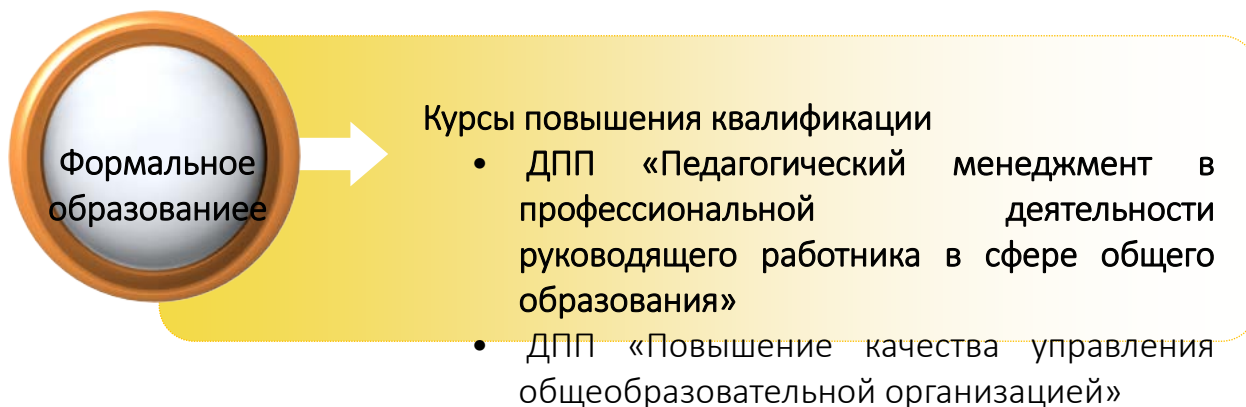 Формальное
образованиее
Курсы повышения квалификации
• ДПП «Педагогический менеджмент в
профессиональной деятельности
руководящего работника в сфере общего
образования»
• ДПП «Повышение качества управления
общеобразовательной организацией»